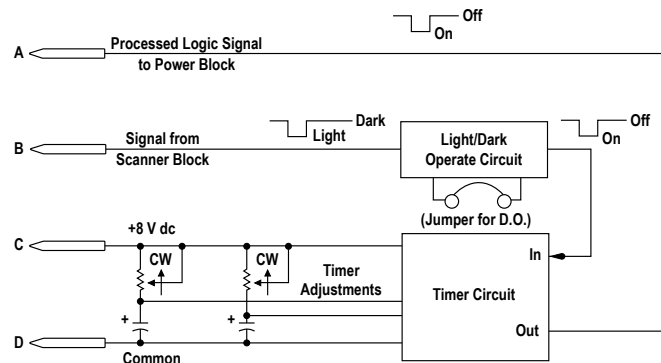 Off
On
A
Processed Logic Signal
to Power Block
Dark
Light
Off
On
B
Signal from
Scanner Block
Light/Dark
Operate Circuit
(Jumper for D.O.)
+8 V dc
C
CW
CW
In
Timer
Adjustments
Timer Circuit
+
+
Out
D
Common